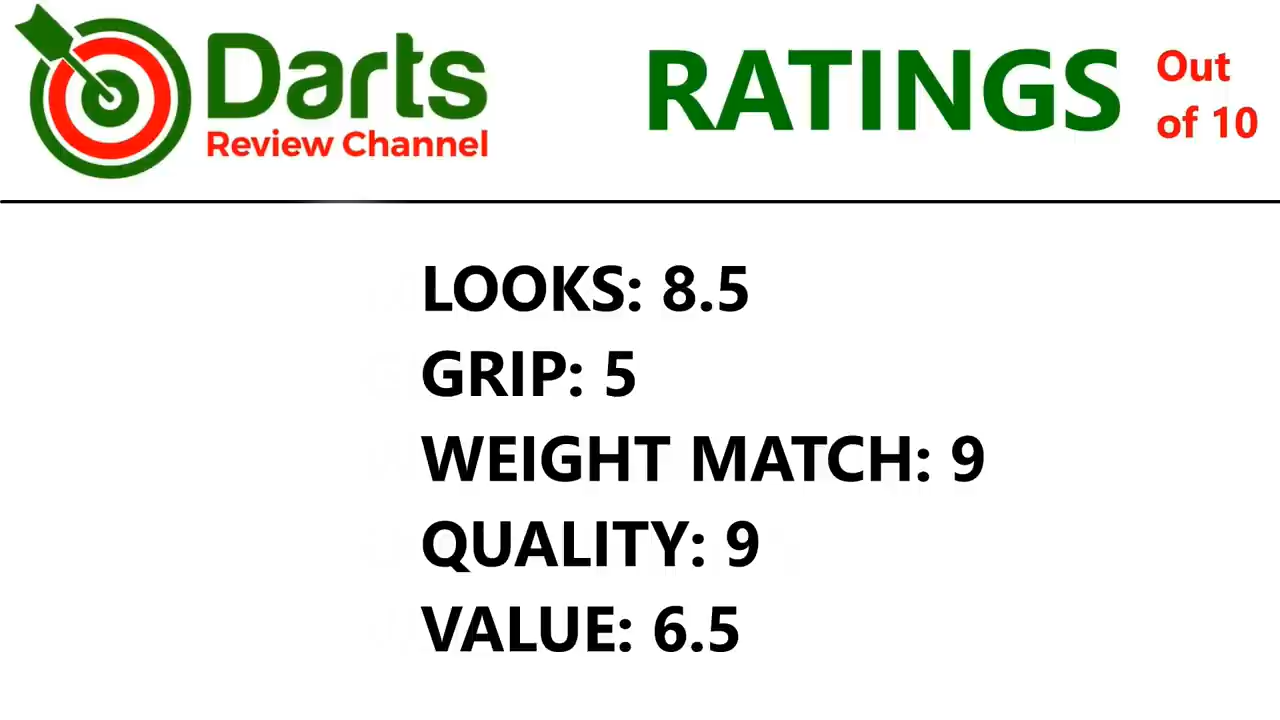 Darts
Review Channel
RATINGS
Out
of 10
LOOKS: 8.5
GRIP: 5
WEIGHT MATCH: 9
QUALITY: 9
VALUE: 6.5